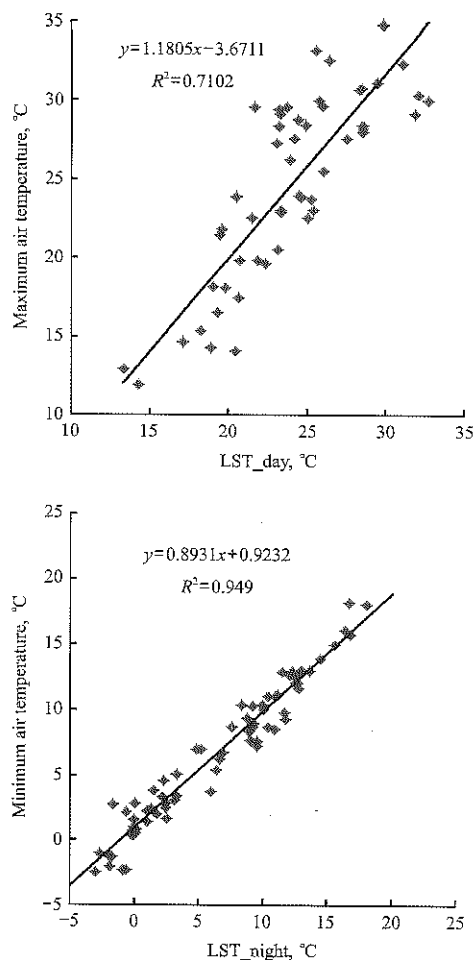 y=1.1805x−3.6711
R²=0.7102
Maximum air temperature, °C
35
30
25
20
15
10
10 15 20 25 30 35
LST_day, °C
y=0.8931x+0.9232
R²=0.949
Minimum air temperature, °C
25
20
15
10
5
0
−5
−5 0 5 10 15 20 25
LST_night, °C